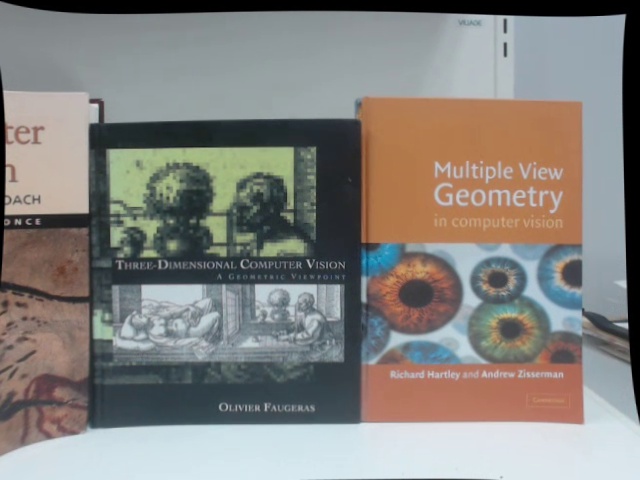 ter
n
OACH
ONCE
THREE-DIMENSIONAL COMPUTER VISION
A GEOMETRIC VIEWPOINT
OLIVIER FAUGERAS
Multiple View
Geometry
in computer vision
Richard Hartley and Andrew Zisserman
CAMBRIDGE